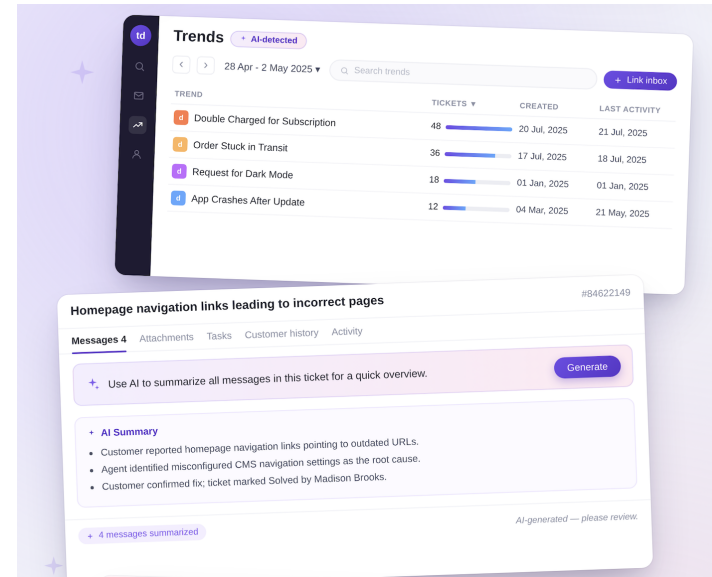 td
Trends
AI-detected
28 Apr - 2 May 2025 ▾
Search trends
+ Link inbox
TREND TICKETS ▼ CREATED LAST ACTIVITY
d Double Charged for Subscription 48 20 Jul, 2025 21 Jul, 2025
d Order Stuck in Transit 36 17 Jul, 2025 18 Jul, 2025
d Request for Dark Mode 18 01 Jan, 2025 01 Jan, 2025
d App Crashes After Update 12 04 Mar, 2025 21 May, 2025
Homepage navigation links leading to incorrect pages #84622149
Messages 4 Attachments Tasks Customer history Activity
Use AI to summarize all messages in this ticket for a quick overview. Generate
AI Summary
• Customer reported homepage navigation links pointing to outdated URLs.
• Agent identified misconfigured CMS navigation settings as the root cause.
• Customer confirmed fix; ticket marked Solved by Madison Brooks.
4 messages summarized AI-generated — please review.